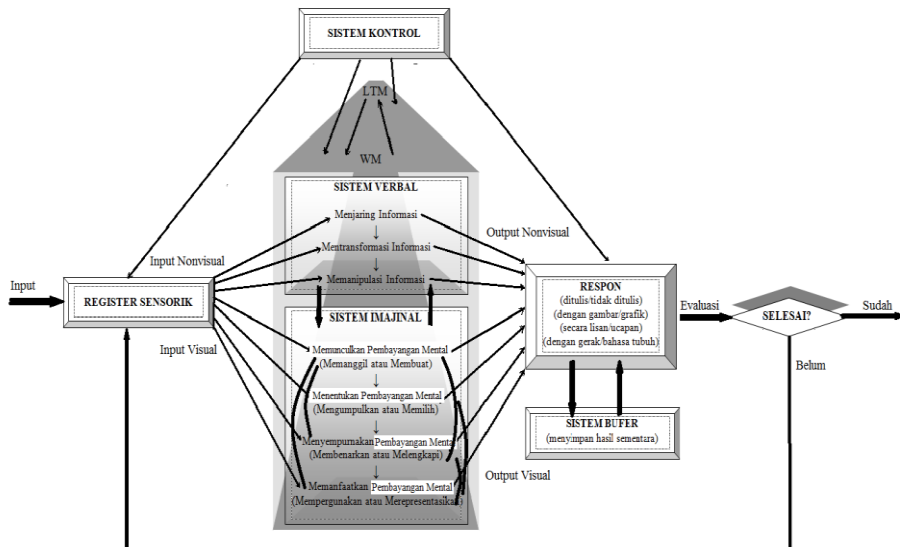 SISTEM KONTROL
LTM
WM
SISTEM VERBAL
Menjaring Informasi
Mentransformasi Informasi
Memanipulasi Informasi
Input Nonvisual
Output Nonvisual
Input
REGISTER SENSORIK
Input Visual
SISTEM IMAJINAL
Memunculkan Pembayangan Mental
(Memanggil atau Membuat)
Menentukan Pembayangan Mental
(Mengumpulkan atau Memilih)
Menyempurnakan Pembayangan Mental
(Membenarkan atau Melengkapi)
Memanfaatkan Pembayangan Mental
(Mempergunakan atau Merepresentasikan)
Output Visual
RESPON
(ditulis/tidak ditulis)
(dengan gambar/grafik)
(secara lisan/ucapan)
(dengan gerak/bahasa tubuh)
SISTEM BUFER
(menyimpan hasil sementara)
Evaluasi
SELESAI?
Sudah
Belum